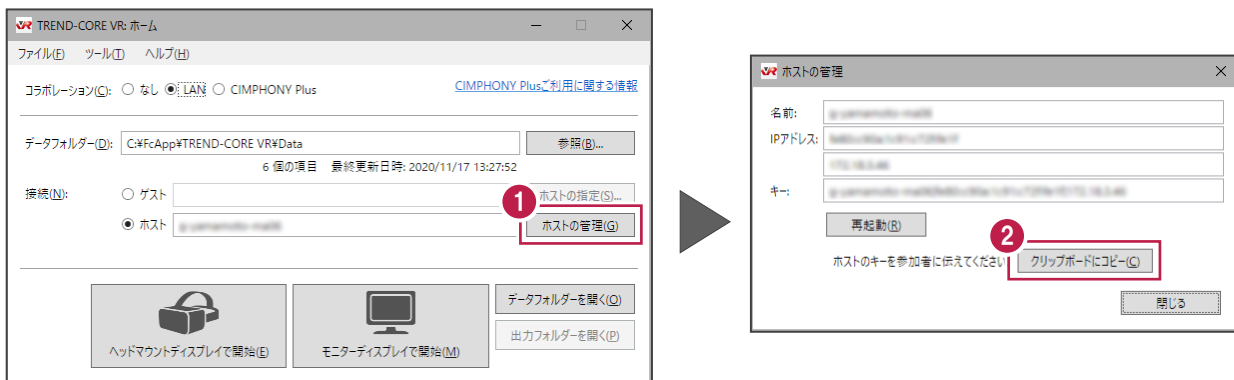 VR TREND-CORE VR: ホーム
ファイル(F) ツール(T) ヘルプ(H)
コラボレーション(C): なし LAN CIMPHONY Plus CIMPHONY Plusご利用に関する情報
データフォルダー(D): C:¥FcApp¥TREND-CORE VR¥Data 参照(B)...
6 個の項目 最終更新日時: 2020/11/17 13:27:52
接続(N): ゲスト ホストの指定(S)...
1
ホスト ホストの管理(G)
データフォルダーを開く(O)
出力フォルダーを開く(P)
ヘッドマウントディスプレイで開始(E) モニターディスプレイで開始(M)
VR ホストの管理
名前:
IPアドレス:
キー:
再起動(R)
2
ホストのキーを参加者に伝えてください クリップボードにコピー(C)
閉じる